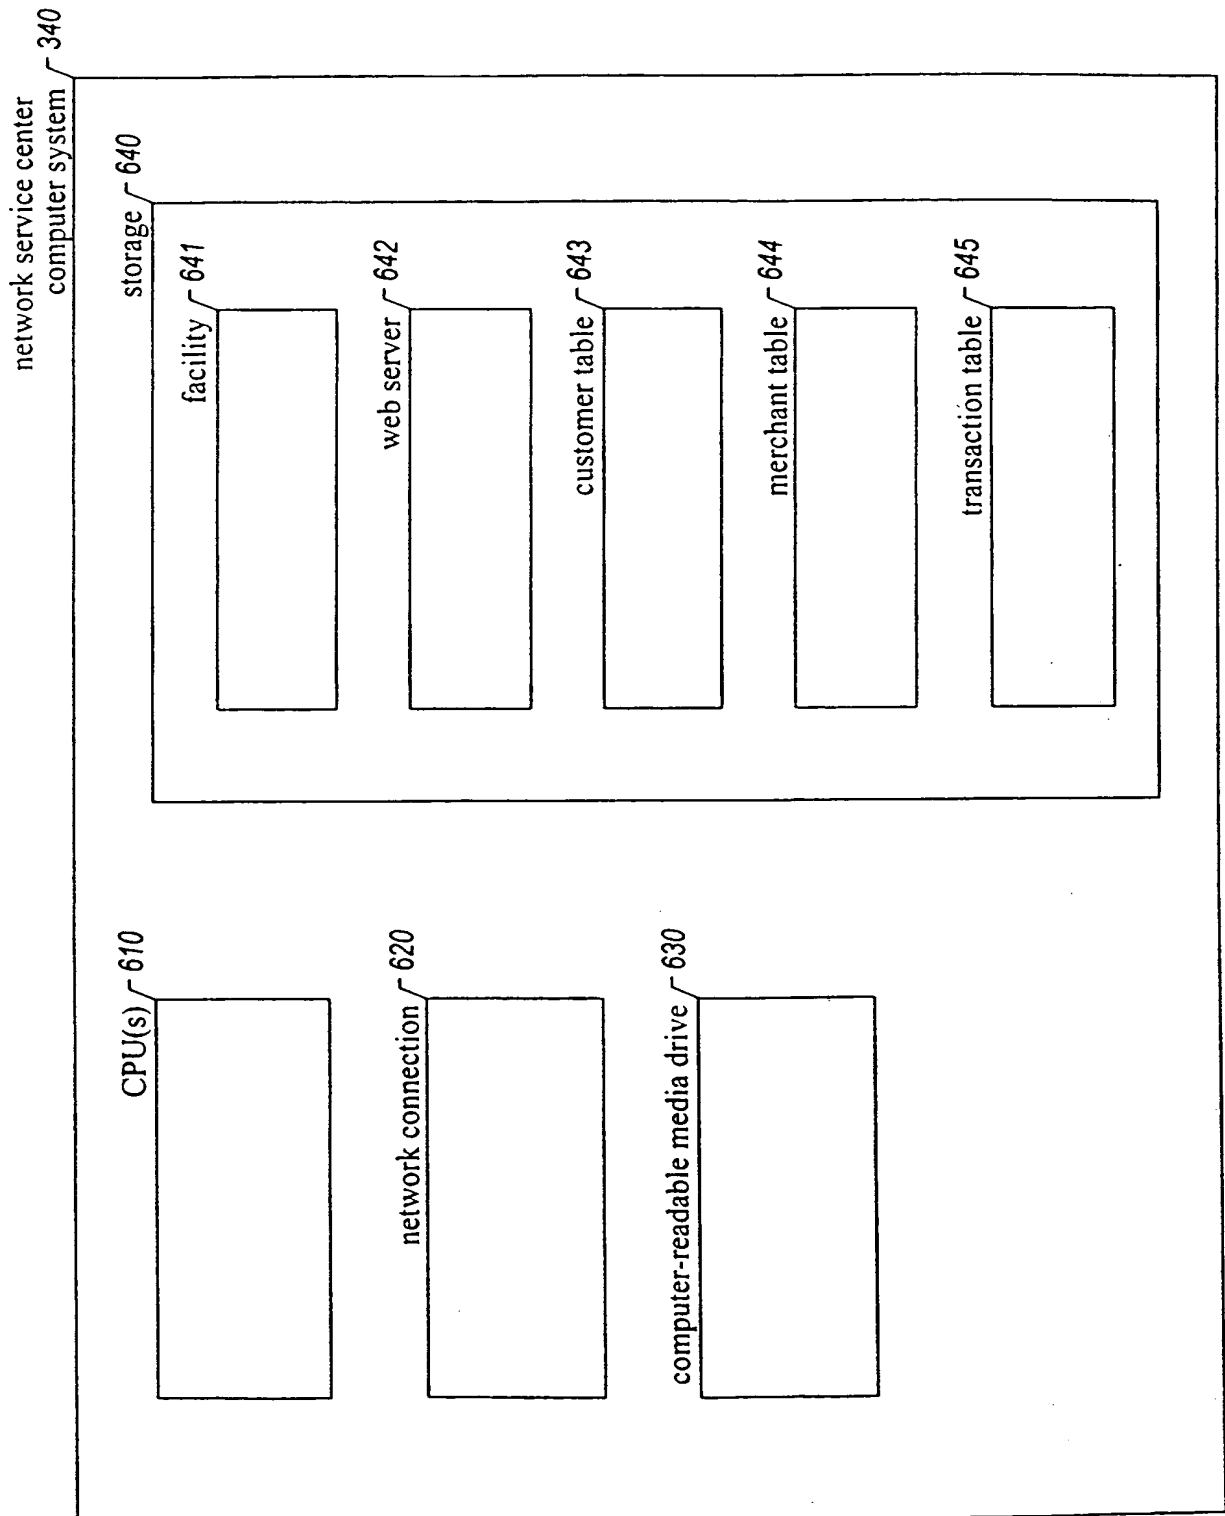 network service center
computer system 340
CPU(s) 610
network connection 620
computer-readable media drive 630
storage 640
facility 641
web server 642
customer table 643
merchant table 644
transaction table 645